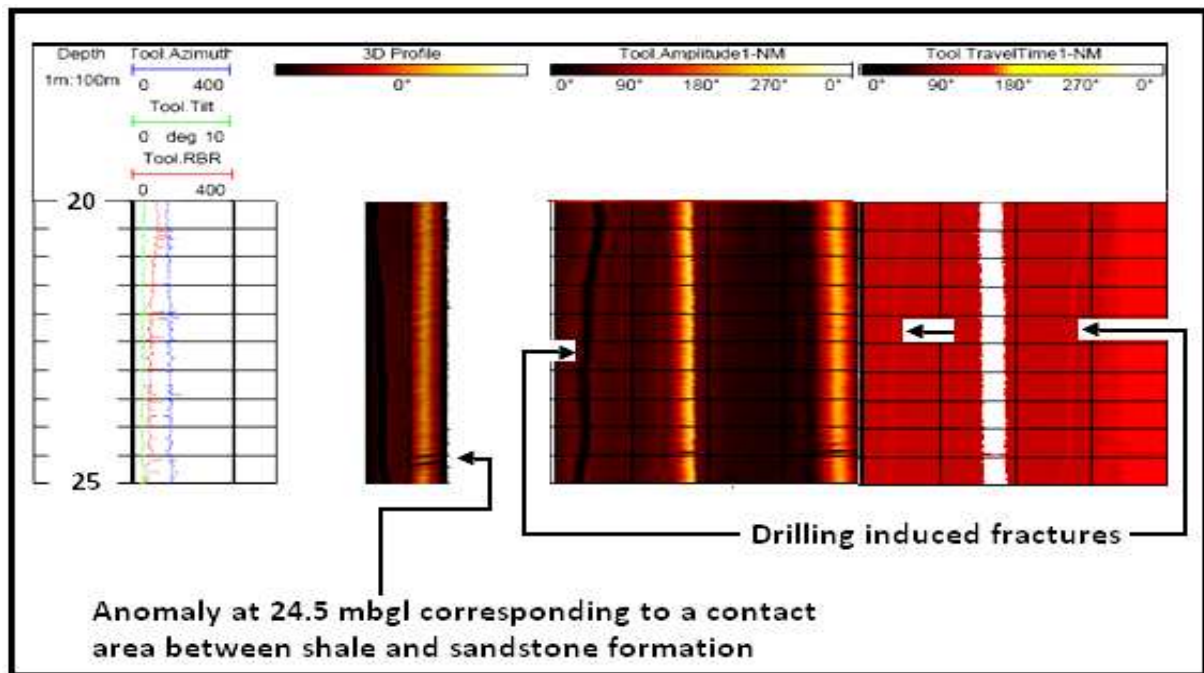 Depth
1m:100m
Tool.Azimuth
0 400
Tool.Tilt
0 deg 10
Tool.RBR
0 400
3D Profile
0°
Tool.Amplitude1-NM
0° 90° 180° 270° 0°
Tool.TravelTime1-NM
0° 90° 180° 270° 0°
20
25
Drilling induced fractures
Anomaly at 24.5 mbgl corresponding to a contact
area between shale and sandstone formation